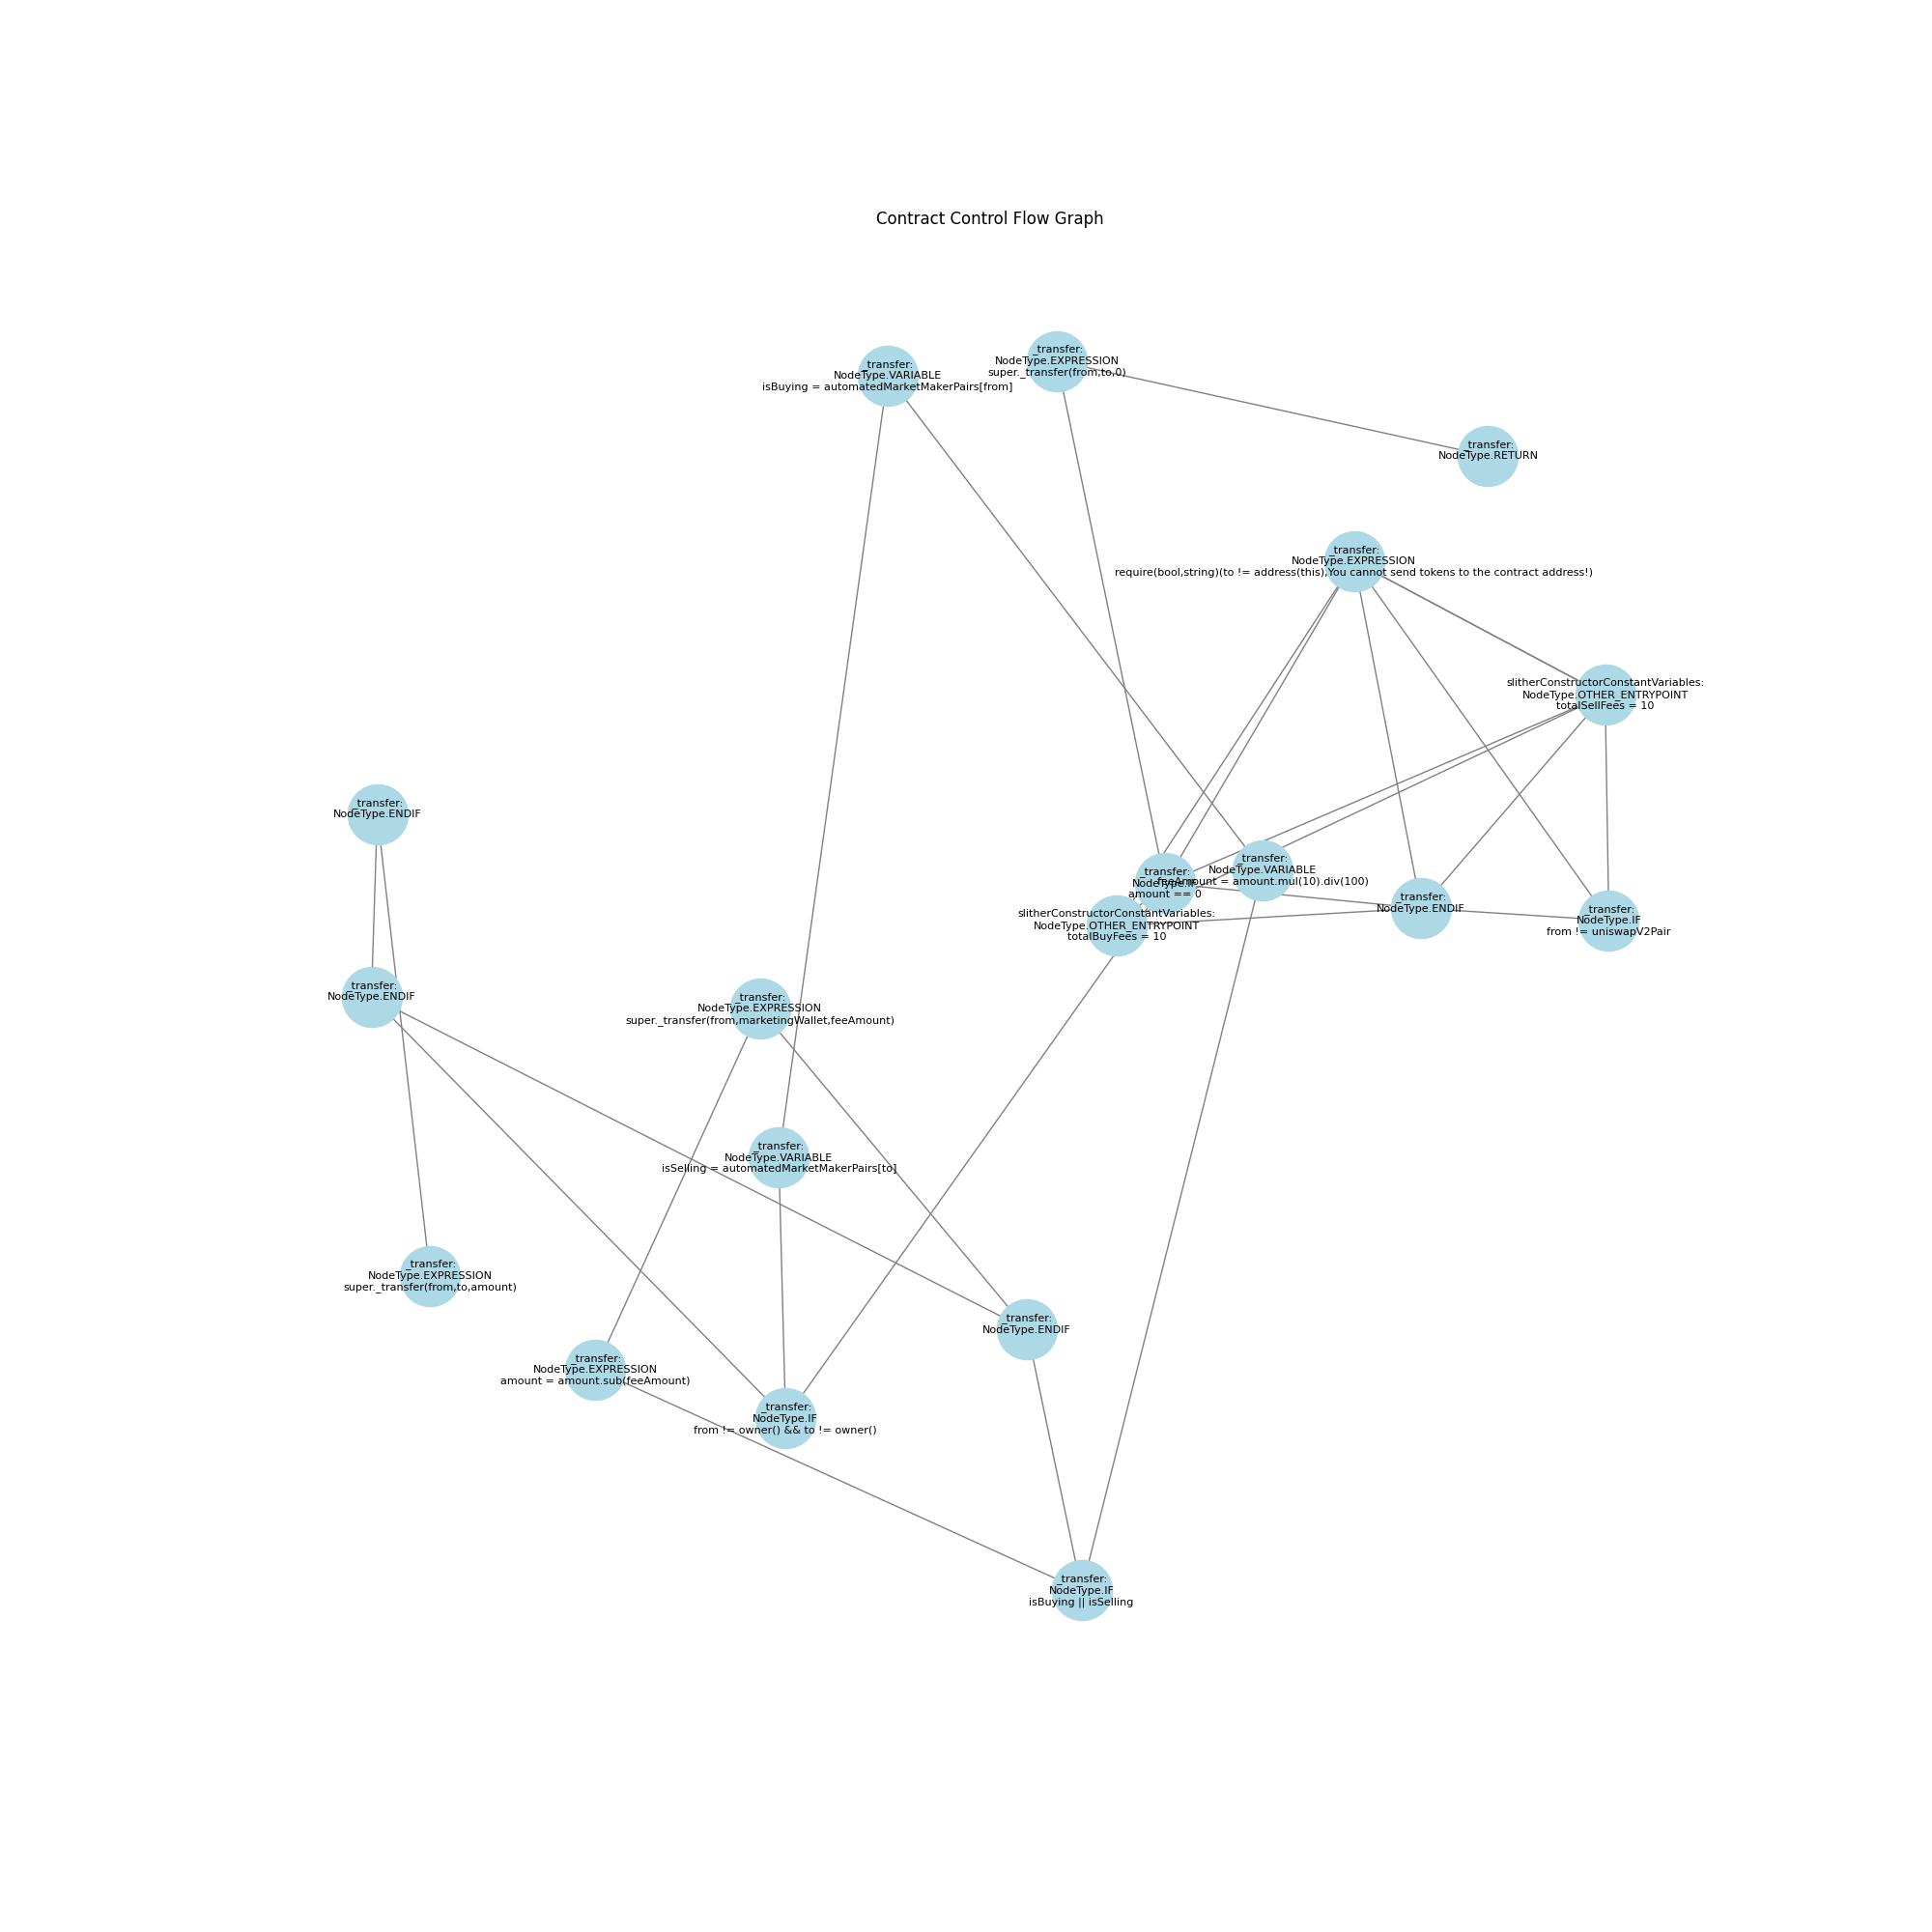 Contract Control Flow Graph
_transfer:
NodeType.EXPRESSION
super._transfer(from,to,0)
_transfer:
NodeType.VARIABLE
isBuying = automatedMarketMakerPairs[from]
_transfer:
NodeType.RETURN
_transfer:
NodeType.EXPRESSION
require(bool,string)(to != address(this),You cannot send tokens to the contract address!)
slitherConstructorConstantVariables:
NodeType.OTHER_ENTRYPOINT
totalSellFees = 10
_transfer:
NodeType.ENDIF
_transfer:
NodeType.VARIABLE
feeAmount = amount.mul(10).div(100)
_transfer:
NodeType.IF
amount == 0
_transfer:
NodeType.ENDIF
_transfer:
NodeType.IF
from != uniswapV2Pair
slitherConstructorConstantVariables:
NodeType.OTHER_ENTRYPOINT
totalBuyFees = 10
_transfer:
NodeType.ENDIF
_transfer:
NodeType.EXPRESSION
super._transfer(from,marketingWallet,feeAmount)
_transfer:
NodeType.VARIABLE
isSelling = automatedMarketMakerPairs[to]
_transfer:
NodeType.EXPRESSION
super._transfer(from,to,amount)
_transfer:
NodeType.ENDIF
_transfer:
NodeType.EXPRESSION
amount = amount.sub(feeAmount)
_transfer:
NodeType.IF
from != owner() && to != owner()
_transfer:
NodeType.IF
isBuying || isSelling